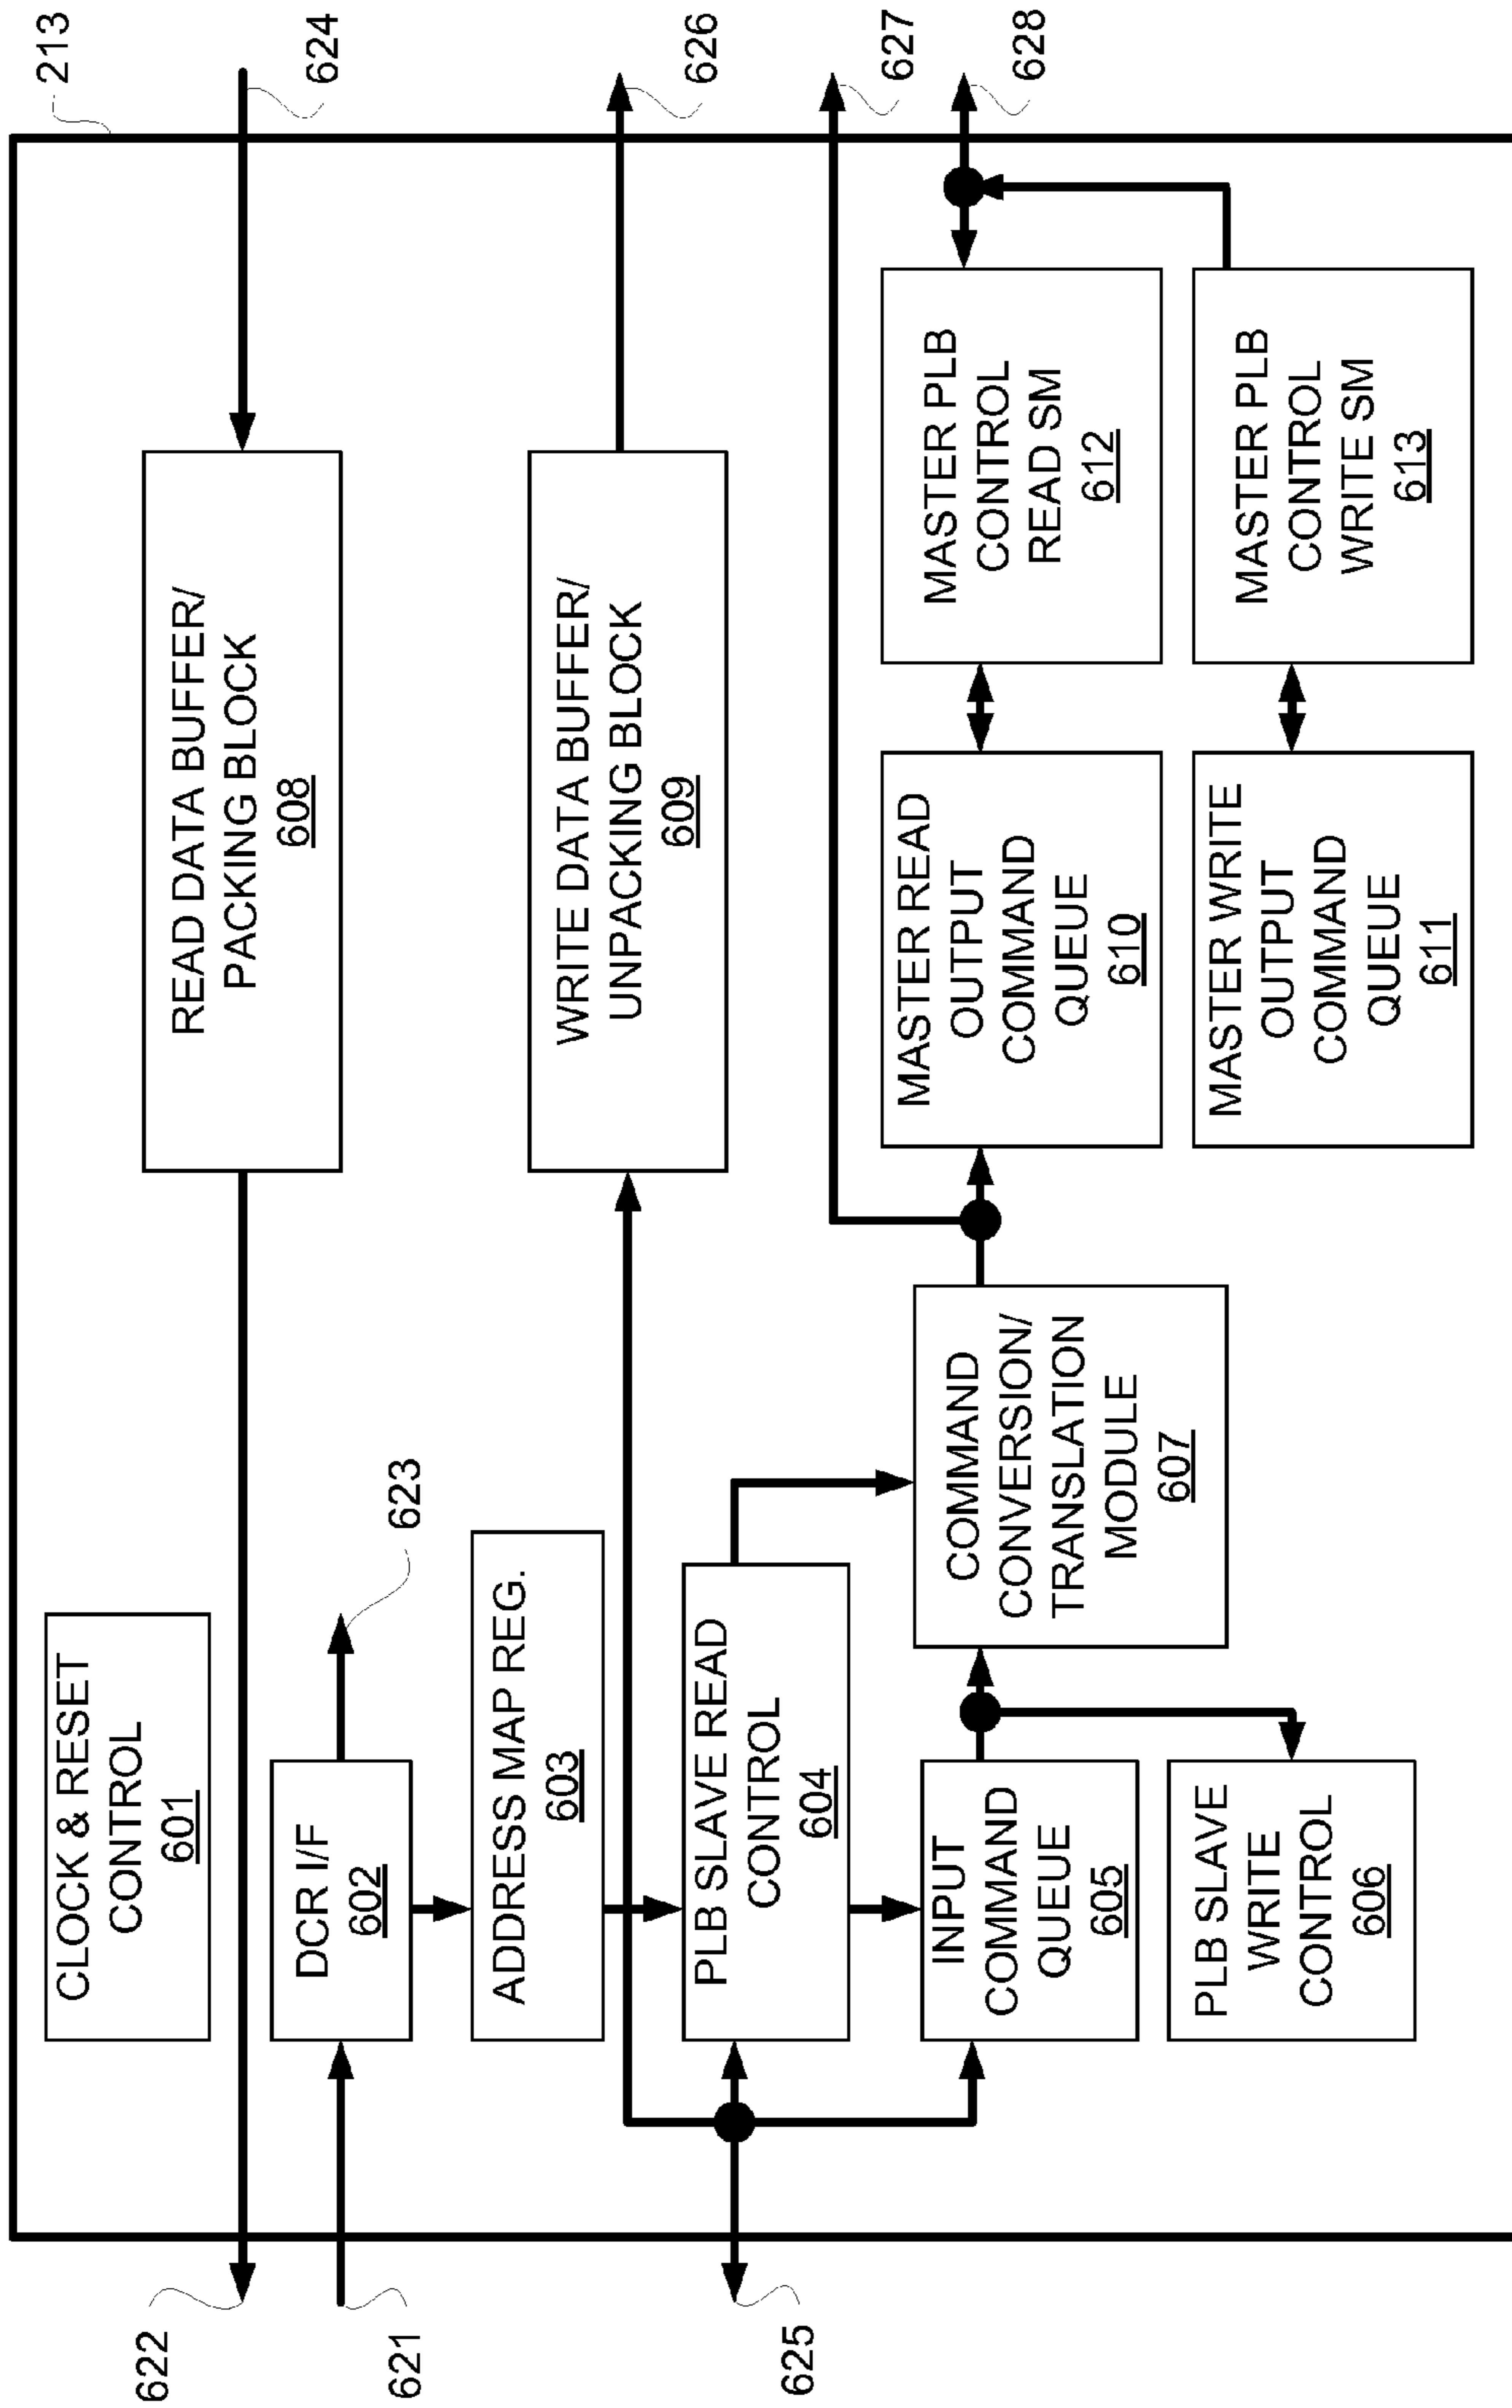 213
CLOCK & RESET
CONTROL
601
READ DATA BUFFER/
PACKING BLOCK
608
622
624
DCR I/F
602
621
623
ADDRESS MAP REG.
603
WRITE DATA BUFFER/
UNPACKING BLOCK
609
626
PLB SLAVE READ
CONTROL
604
625
627
INPUT
COMMAND
QUEUE
605
COMMAND
CONVERSION/
TRANSLATION
MODULE
607
MASTER READ
OUTPUT
COMMAND
QUEUE
610
MASTER PLB
CONTROL
READ SM
612
628
PLB SLAVE
WRITE
CONTROL
606
MASTER WRITE
OUTPUT
COMMAND
QUEUE
611
MASTER PLB
CONTROL
WRITE SM
613